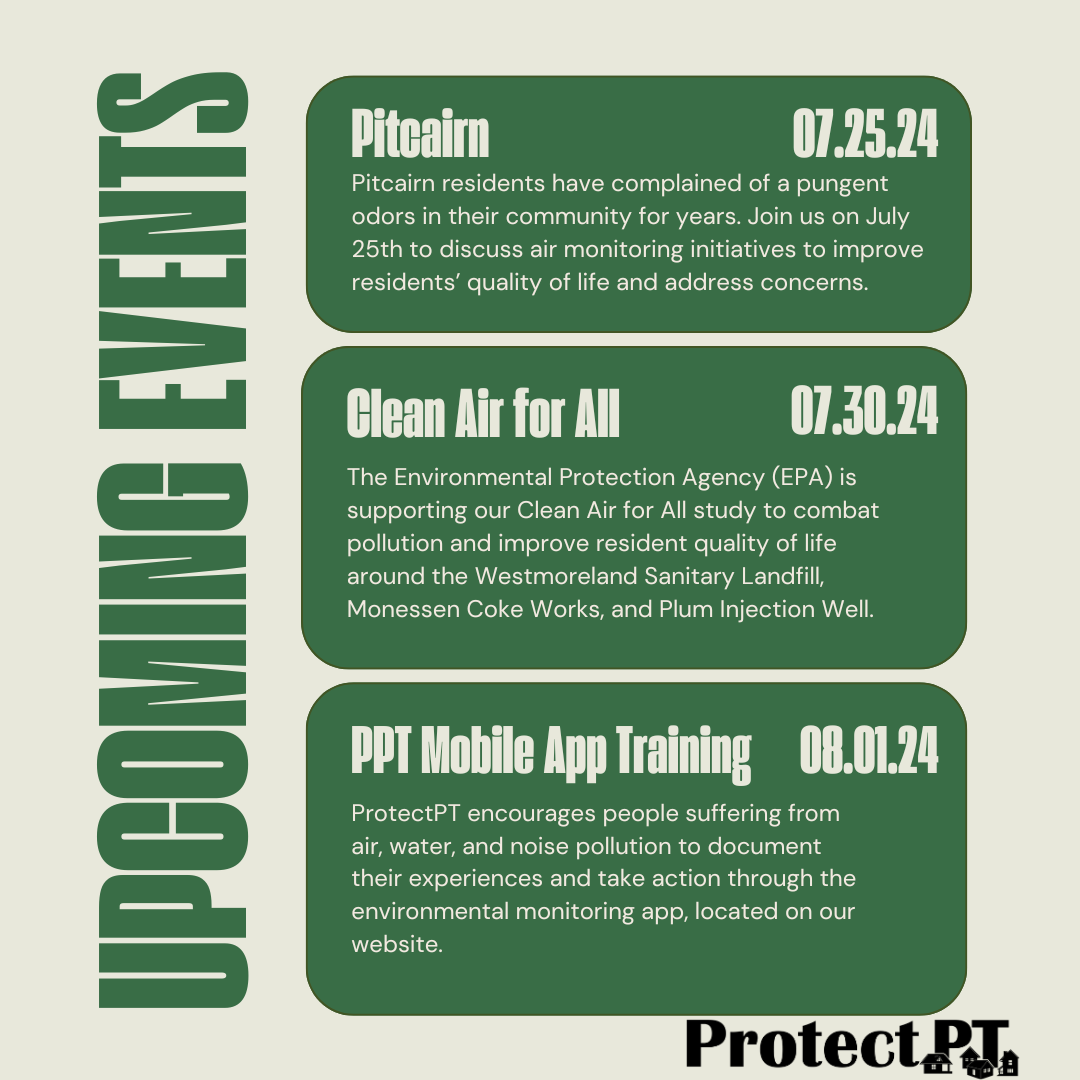 UPCOMING EVENTS
Pitcairn 07.25.24
Pitcairn residents have complained of a pungent
odors in their community for years. Join us on July
25th to discuss air monitoring initiatives to improve
residents’ quality of life and address concerns.
Clean Air for All 07.30.24
The Environmental Protection Agency (EPA) is
supporting our Clean Air for All study to combat
pollution and improve resident quality of life
around the Westmoreland Sanitary Landfill,
Monessen Coke Works, and Plum Injection Well.
PPT Mobile App Training 08.01.24
ProtectPT encourages people suffering from
air, water, and noise pollution to document
their experiences and take action through the
environmental monitoring app, located on our
website.
ProtectPT